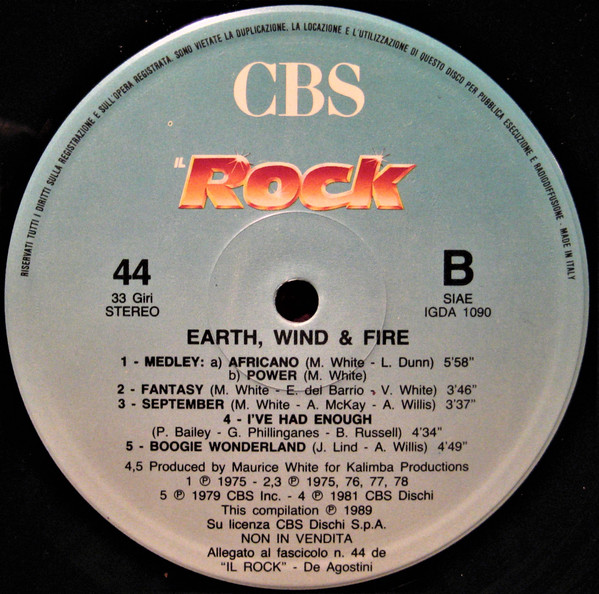 RISERVATI TUTTI I DIRITTI SULLA REGISTRAZIONE E SULL'OPERA REGISTRATA. SONO VIETATE LA DUPLICAZIONE, LA LOCAZIONE E L'UTILIZZAZIONE DI QUESTO DISCO PER PUBBLICA ESECUZIONE E RADIODIFFUSIONE - MADE IN ITALY
CBS
IL ROCK
44
33 Giri
STEREO
B
SIAE
IGDA 1090
EARTH, WIND & FIRE
1 - MEDLEY: a) AFRICANO (M. White - L. Dunn) 5'58"
b) POWER (M. White)
2 - FANTASY (M. White - E. del Barrio - V. White) 3'46"
3 - SEPTEMBER (M. White - A. McKay - A. Willis) 3'37"
4 - I'VE HAD ENOUGH
(P. Bailey - G. Phillinganes - B. Russell) 4'34"
5 - BOOGIE WONDERLAND (J. Lind - A. Willis) 4'49"
4,5 Produced by Maurice White for Kalimba Productions
1 ℗ 1975 - 2,3 ℗ 1975, 76, 77, 78
5 ℗ 1979 CBS Inc. - 4 ℗ 1981 CBS Dischi
This compilation ℗ 1989
Su licenza CBS Dischi S.p.A.
NON IN VENDITA
Allegato al fascicolo n. 44 de
"IL ROCK" - De Agostini